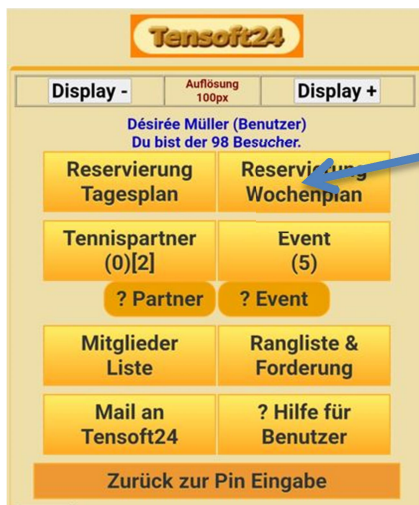 Tensoft24
Display - Auflösung 100px Display +
Désirée Müller (Benutzer)
Du bist der 98 Besucher.
Reservierung
Tagesplan
Reservierung
Wochenplan
Tennispartner
(0)[2]
Event
(5)
? Partner
? Event
Mitglieder
Liste
Rangliste &
Forderung
Mail an
Tensoft24
? Hilfe für
Benutzer
Zurück zur Pin Eingabe